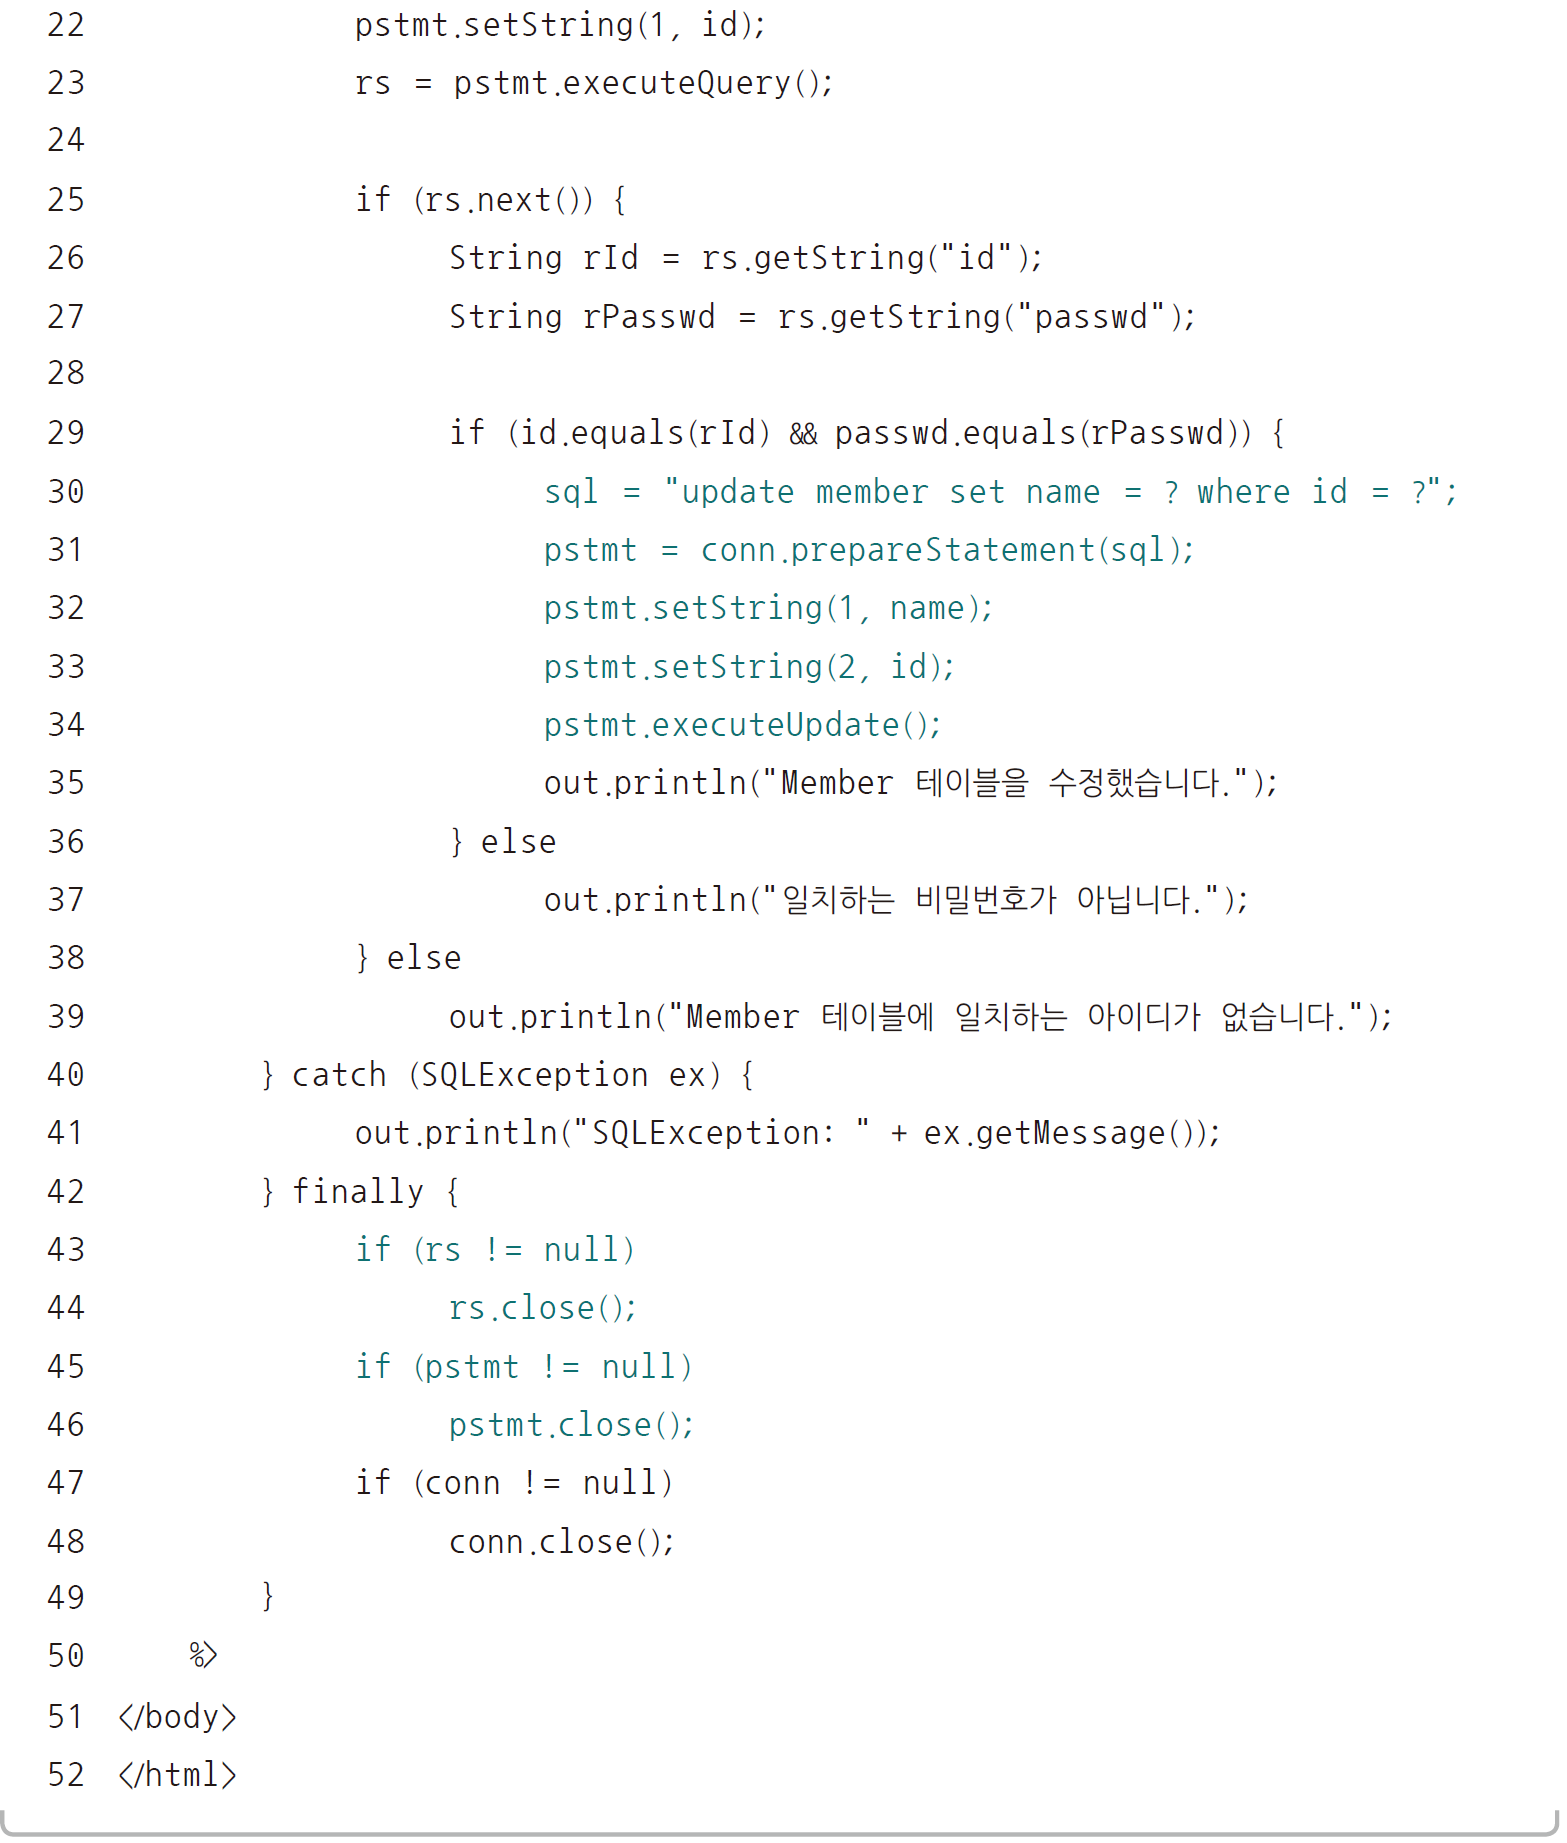 22 pstmt.setString(1, id);
23 rs = pstmt.executeQuery();
24
25 if (rs.next()) {
26 String rId = rs.getString("id");
27 String rPasswd = rs.getString("passwd");
28
29 if (id.equals(rId) && passwd.equals(rPasswd)) {
30 sql = "update member set name = ? where id = ?";
31 pstmt = conn.prepareStatement(sql);
32 pstmt.setString(1, name);
33 pstmt.setString(2, id);
34 pstmt.executeUpdate();
35 out.println("Member 테이블을 수정했습니다.");
36 } else
37 out.println("일치하는 비밀번호가 아닙니다.");
38 } else
39 out.println("Member 테이블에 일치하는 아이디가 없습니다.");
40 } catch (SQLException ex) {
41 out.println("SQLException: " + ex.getMessage());
42 } finally {
43 if (rs != null)
44 rs.close();
45 if (pstmt != null)
46 pstmt.close();
47 if (conn != null)
48 conn.close();
49 }
50 %>
51 </body>
52 </html>